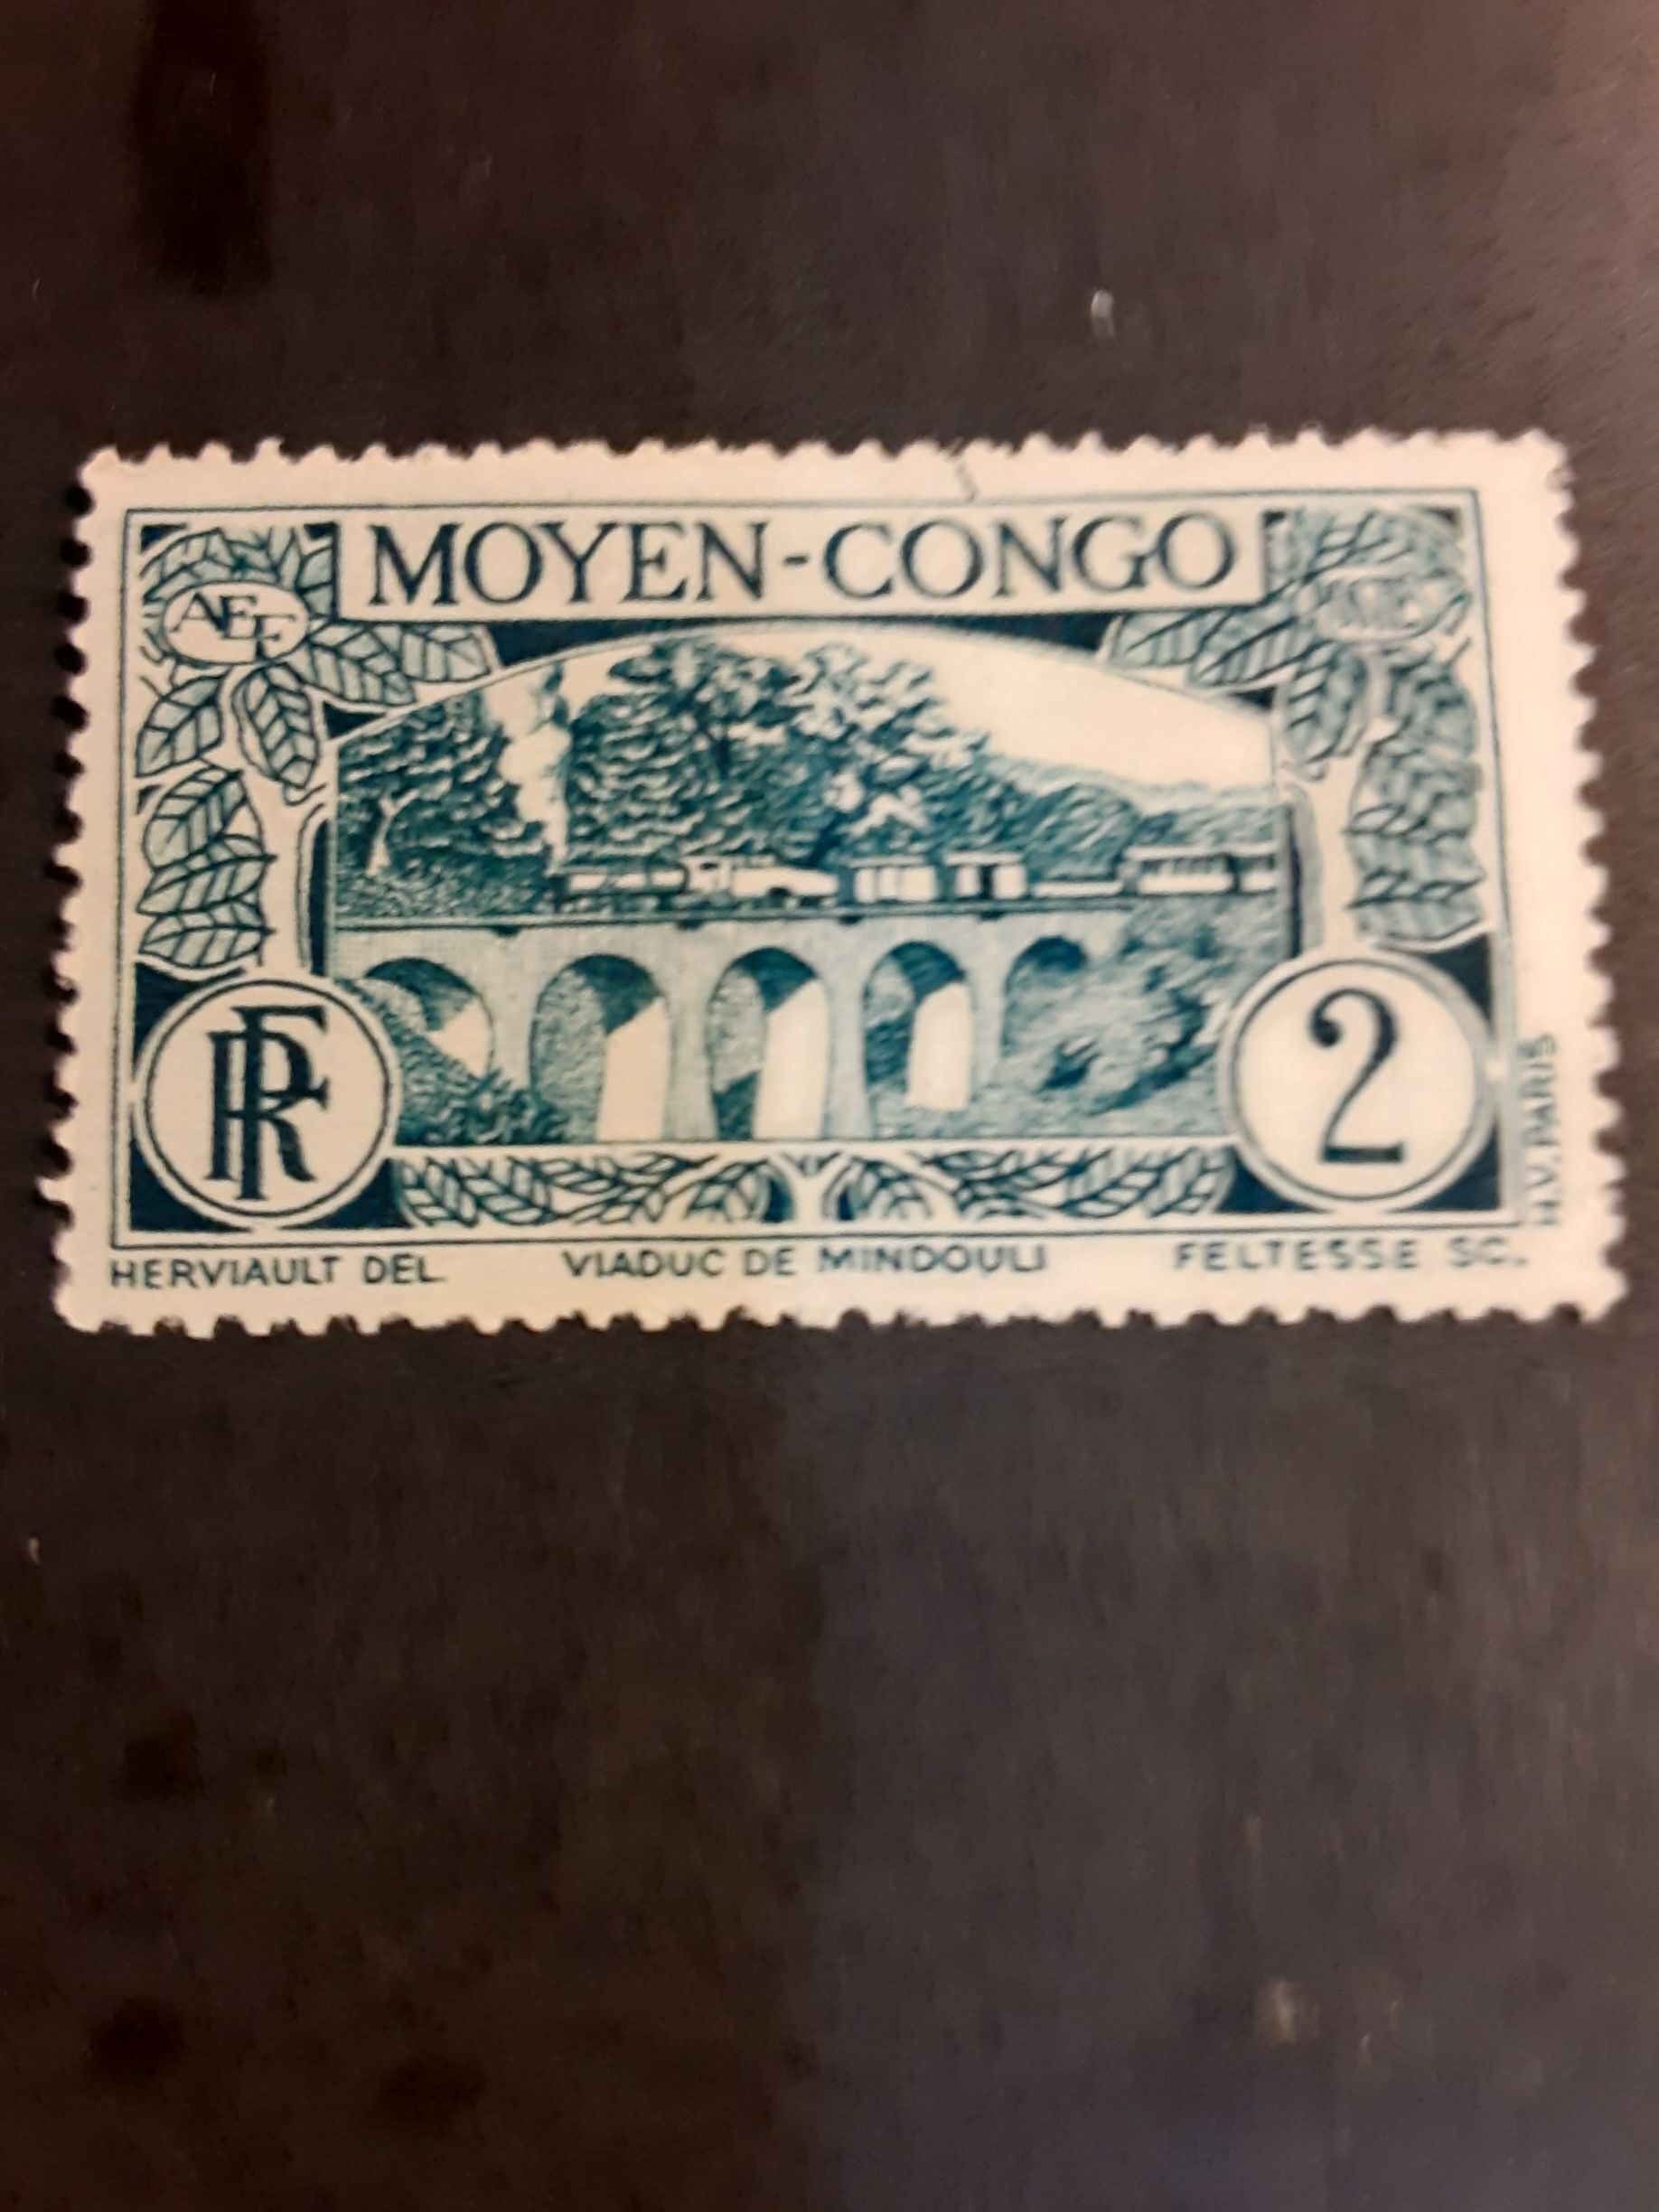 MOYEN-CONGO
AEF
RF
2
H.V. PARIS
HERVIAULT DEL. VIADUC DE MINDOULI FELTESSE SC.